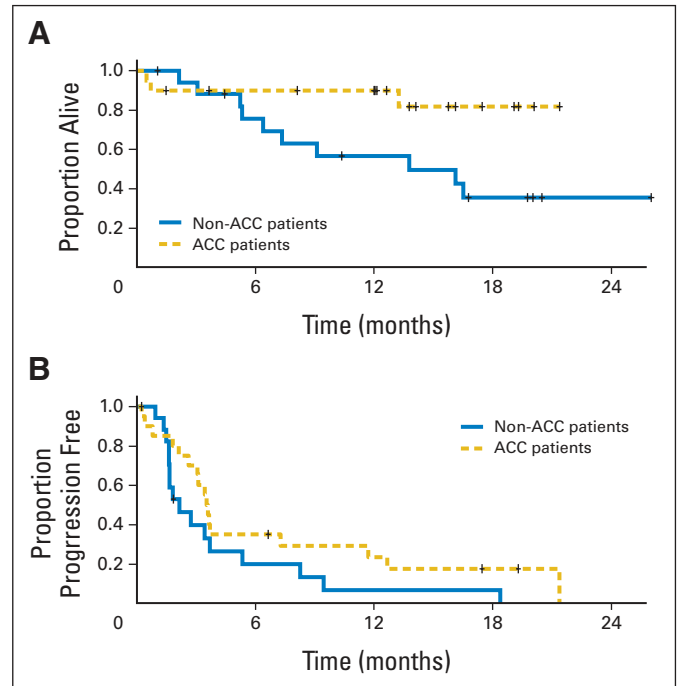 A
Proportion Alive
1.0
0.8
0.6
0.4
0.2
Non-ACC patients
ACC patients
0
6
12
18
24
Time (months)
B
Proportion
Progrression Free
1.0
0.8
0.6
0.4
0.2
Non-ACC patients
ACC patients
0
6
12
18
24
Time (months)